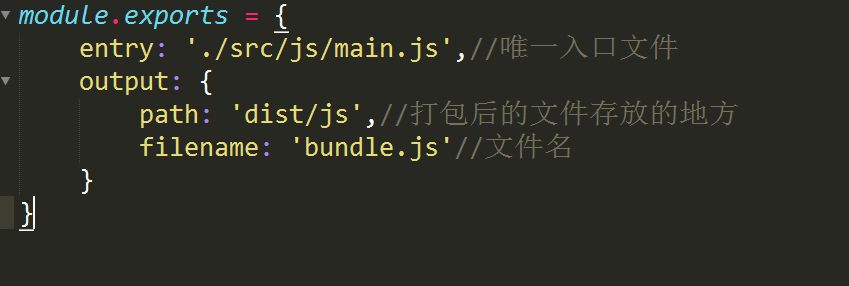 module.exports = {
entry: './src/js/main.js',//唯一入口文件
output: {
path: 'dist/js',//打包后的文件存放的地方
filename: 'bundle.js'//文件名
}
}